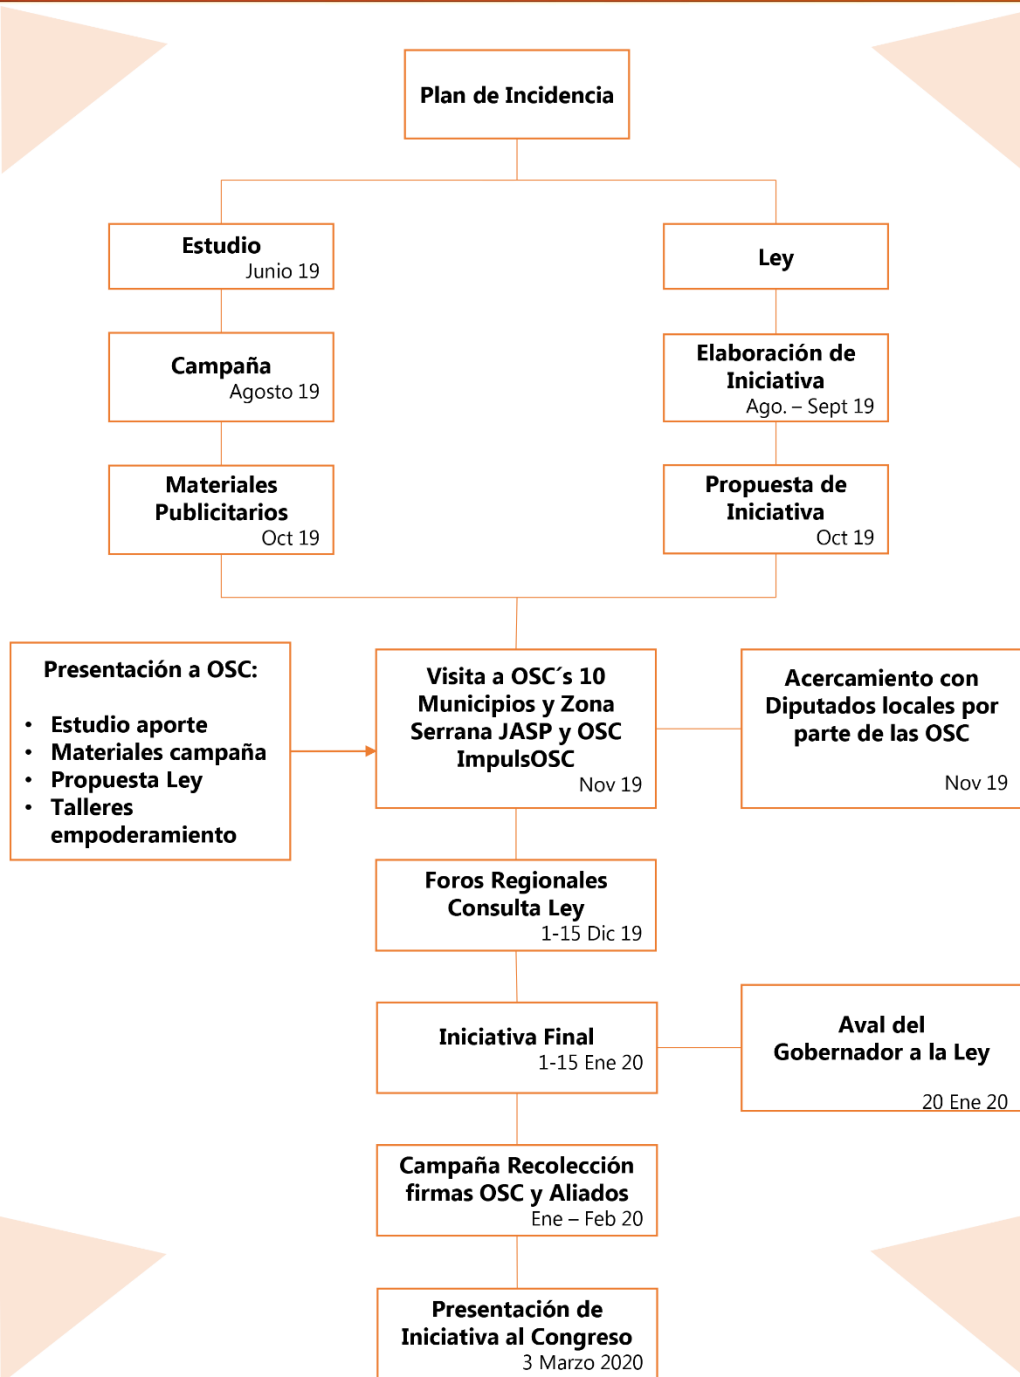 Plan de Incidencia
Estudio
Junio 19
Ley
Campaña
Agosto 19
Elaboración de
Iniciativa
Ago. – Sept 19
Materiales
Publicitarios
Oct 19
Propuesta de
Iniciativa
Oct 19
Presentación a OSC:
• Estudio aporte
• Materiales campaña
• Propuesta Ley
• Talleres
empoderamiento
Visita a OSC´s 10
Municipios y Zona
Serrana JASP y OSC
ImpulsOSC
Nov 19
Acercamiento con
Diputados locales por
parte de las OSC
Nov 19
Foros Regionales
Consulta Ley
1-15 Dic 19
Iniciativa Final
1-15 Ene 20
Aval del
Gobernador a la Ley
20 Ene 20
Campaña Recolección
firmas OSC y Aliados
Ene – Feb 20
Presentación de
Iniciativa al Congreso
3 Marzo 2020